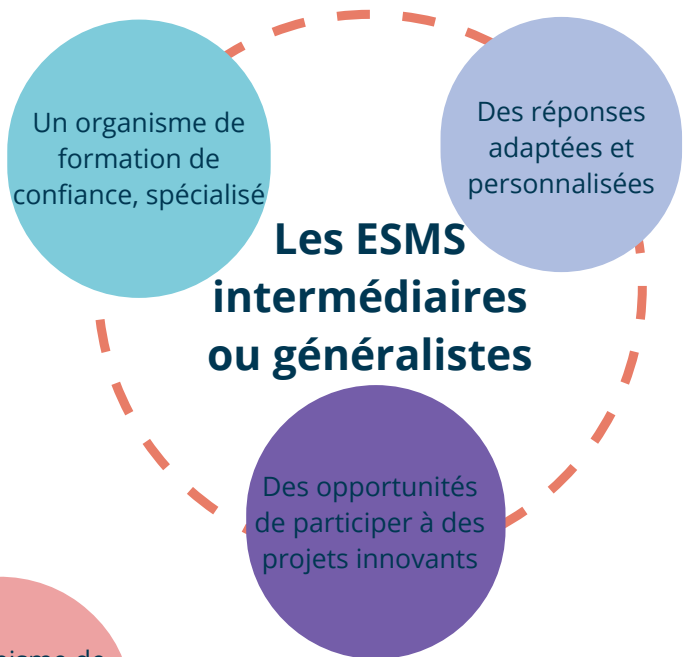 Un organisme de
formation de
confiance, spécialisé
Des réponses
adaptées et
personnalisées
Les ESMS
intermédiaires
ou généralistes
Des opportunités
de participer à des
projets innovants
de